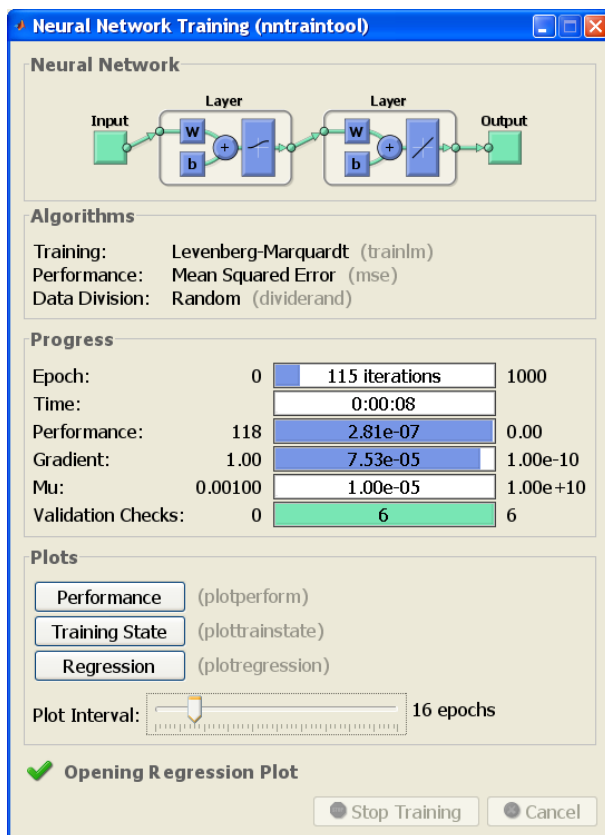 Neural Network Training (nntraintool)
Neural Network
Layer Layer
Input Output
W W
+ +
b b
Algorithms
Training: Levenberg-Marquardt (trainlm)
Performance: Mean Squared Error (mse)
Data Division: Random (dividerand)
Progress
Epoch: 0 115 iterations 1000
Time: 0:00:08
Performance: 118 2.81e-07 0.00
Gradient: 1.00 7.53e-05 1.00e-10
Mu: 0.00100 1.00e-05 1.00e+10
Validation Checks: 0 6 6
Plots
Performance (plotperform)
Training State (plottrainstate)
Regression (plotregression)
Plot Interval: 16 epochs
Opening Regression Plot
Stop Training Cancel